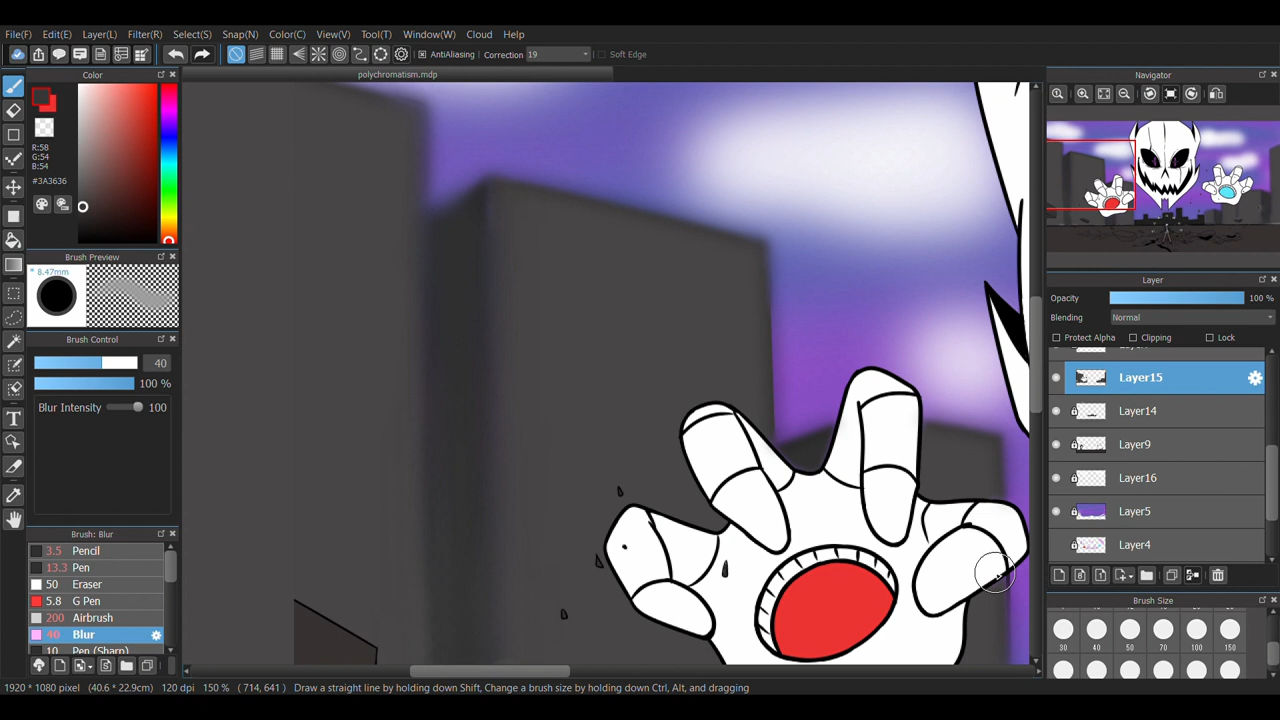 File(F) Edit(E) Layer(L) Filter(R) Select(S) Snap(N) Color(C) View(V) Tool(T) Window(W) Cloud Help
AntiAliasing Correction 19 Soft Edge
Color
polychromatism.mdp
Navigator
R:58
G:54
B:54
#3A3636
Brush Preview
* 8.47mm
Layer
Opacity 100 %
Blending Normal
Protect Alpha Clipping Lock
Brush Control
40
100 %
Blur Intensity 100
Layer15
Layer14
Layer9
Layer16
Layer5
Layer4
Brush: Blur
3.5 Pencil
13.3 Pen
50 Eraser
5.8 G Pen
200 Airbrush
40 Blur
10 Pen (Sharp)
Brush Size
30 40 50 70 100 150
1920 * 1080 pixel (40.6 * 22.9cm) 120 dpi 150 % ( 714, 641 ) Draw a straight line by holding down Shift, Change a brush size by holding down Ctrl, Alt, and dragging